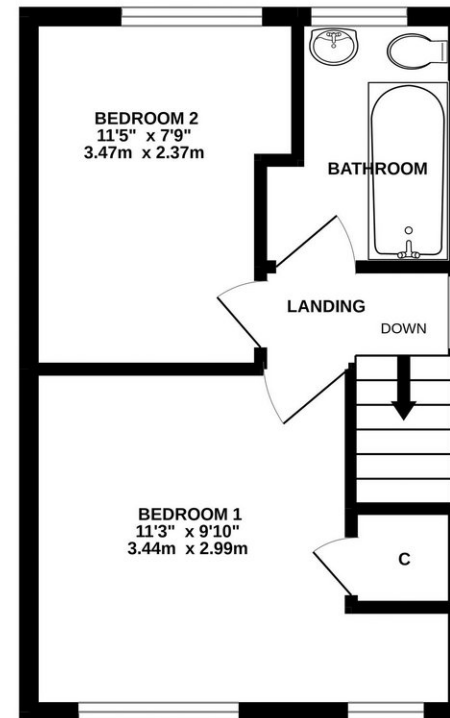 BEDROOM 2
11'5" x 7'9"
3.47m x 2.37m
BATHROOM
LANDING
DOWN
BEDROOM 1
11'3" x 9'10"
3.44m x 2.99m
C